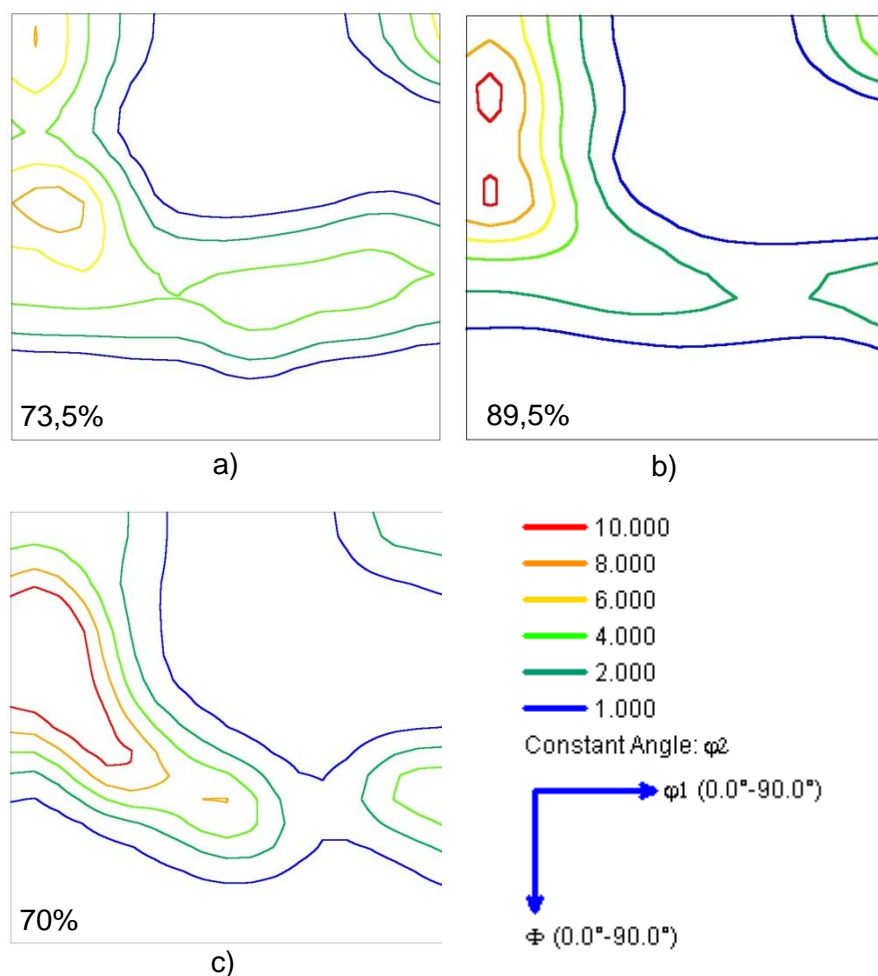 73,5%
89,5%
a)
b)
70%
c)
10.000
8.000
6.000
4.000
2.000
1.000
Constant Angle: φ2
φ1 (0.0°-90.0°)
Φ (0.0°-90.0°)